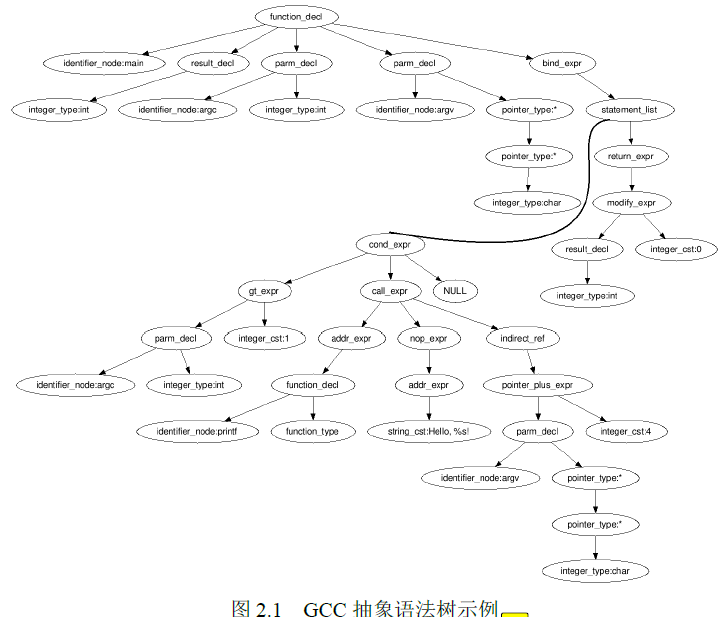 function_decl
identifier_node:main result_decl parm_decl parm_decl bind_expr
integer_type:int identifier_node:argc integer_type:int identifier_node:argv pointer_type:* statement_list
pointer_type:* return_expr
integer_type:char modify_expr
cond_expr result_decl integer_cst:0
gt_expr call_expr NULL integer_type:int
parm_decl integer_cst:1 addr_expr nop_expr indirect_ref
identifier_node:argc integer_type:int function_decl addr_expr pointer_plus_expr
identifier_node:printf function_type string_cst:Hello, %s! parm_decl integer_cst:4
identifier_node:argv pointer_type:*
pointer_type:*
integer_type:char
图 2.1 GCC 抽象语法树示例